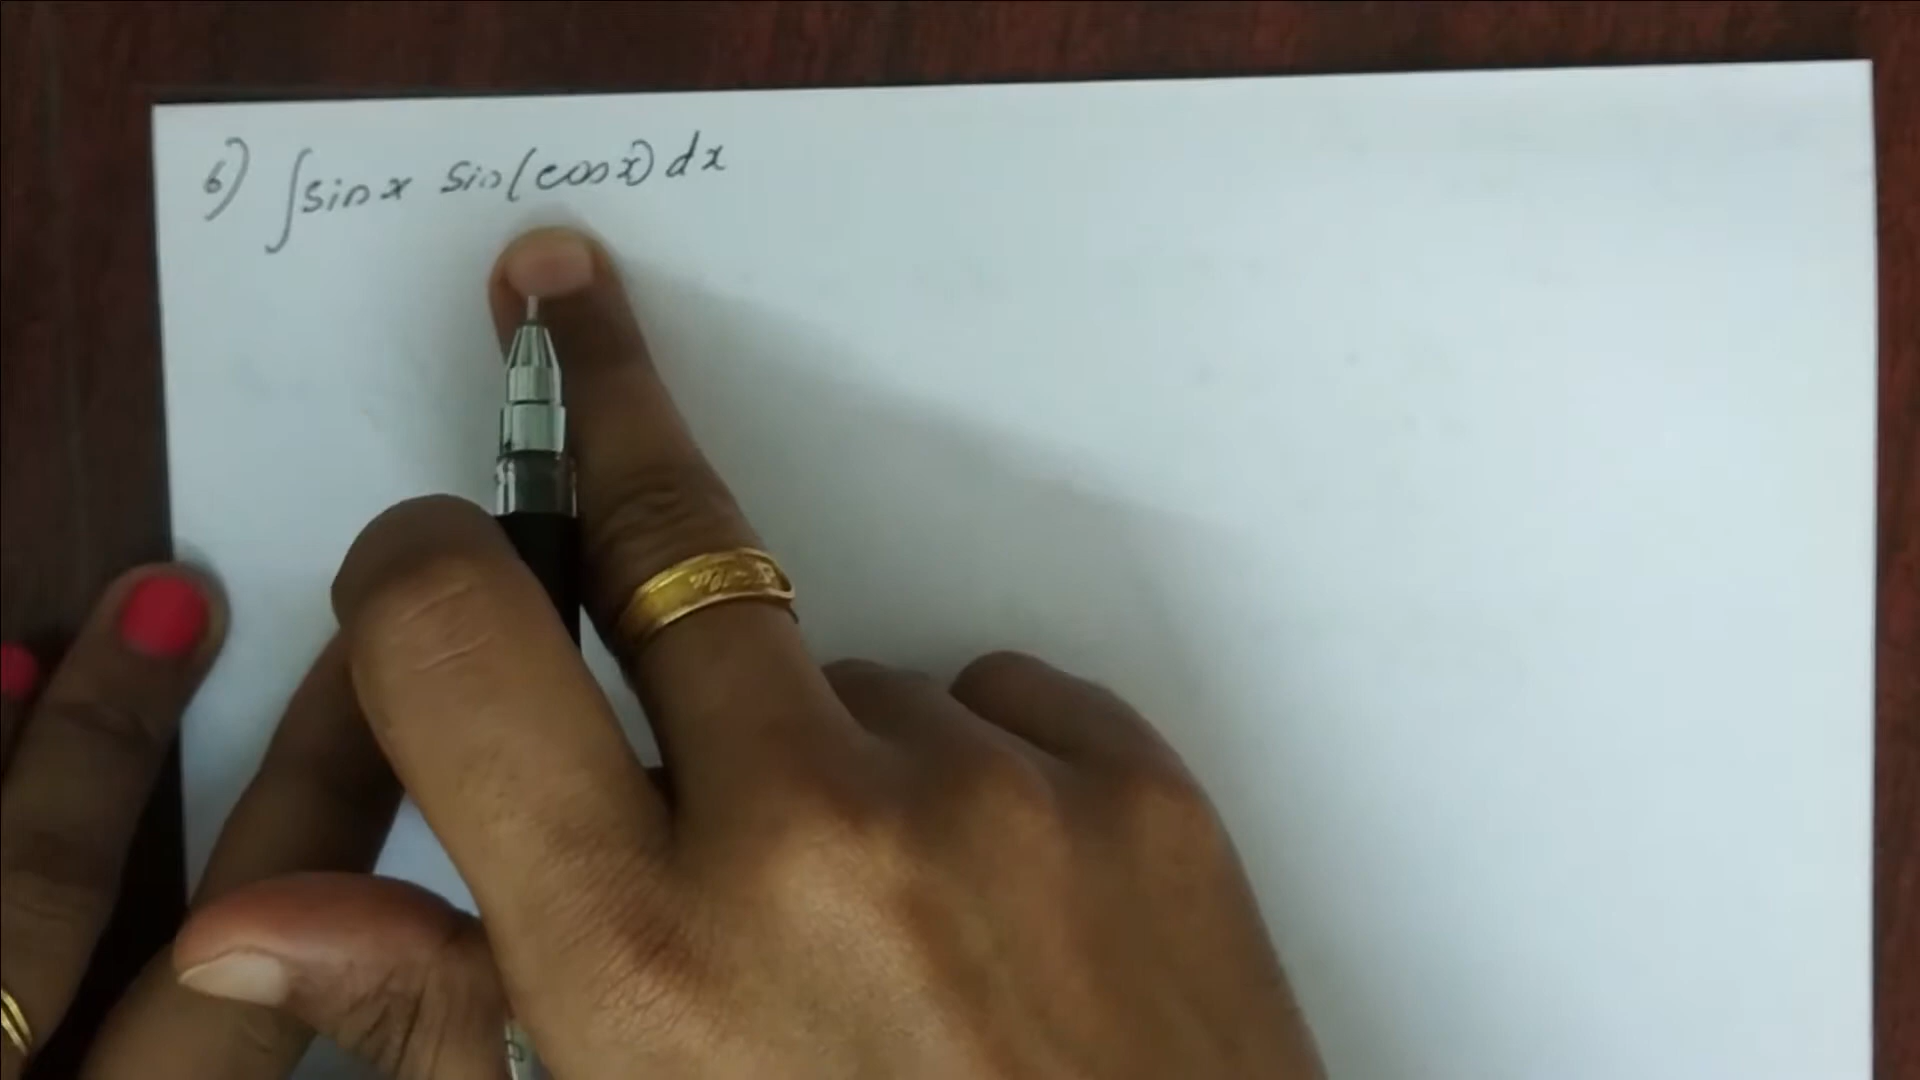 6) ∫sin x sin(cos x) dx